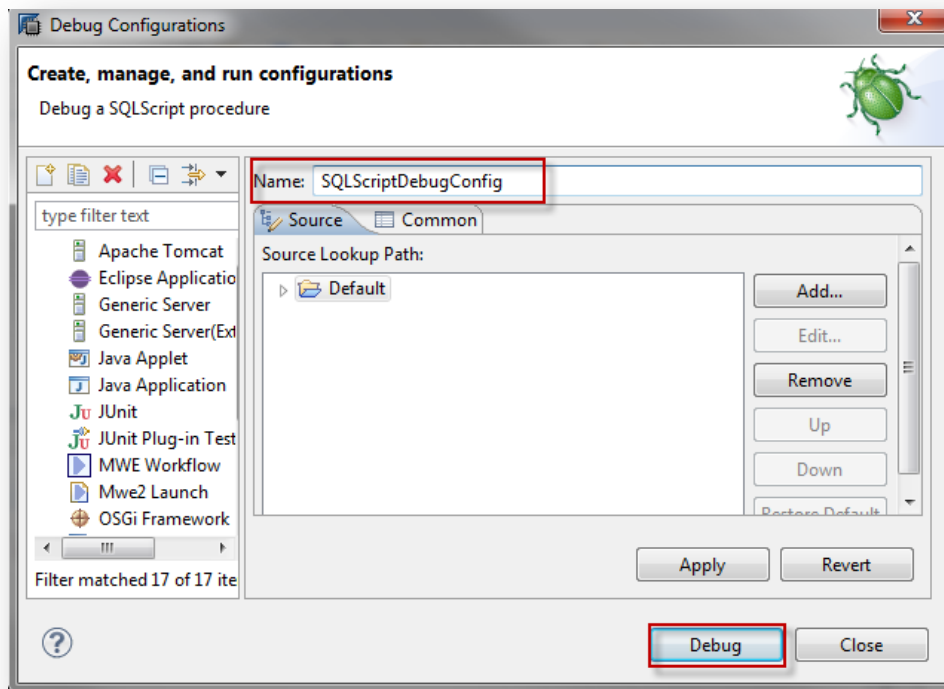 Debug Configurations
Create, manage, and run configurations
Debug a SQLScript procedure
Name: SQLScriptDebugConfig
type filter text
Source
Common
Source Lookup Path:
Default
Apache Tomcat
Eclipse Applicatio
Generic Server
Generic Server(Ext
Java Applet
Java Application
JUnit
JUnit Plug-in Test
MWE Workflow
Mwe2 Launch
OSGi Framework
Filter matched 17 of 17 ite
Add...
Edit...
Remove
Up
Down
Restore Default
Apply
Revert
Debug
Close